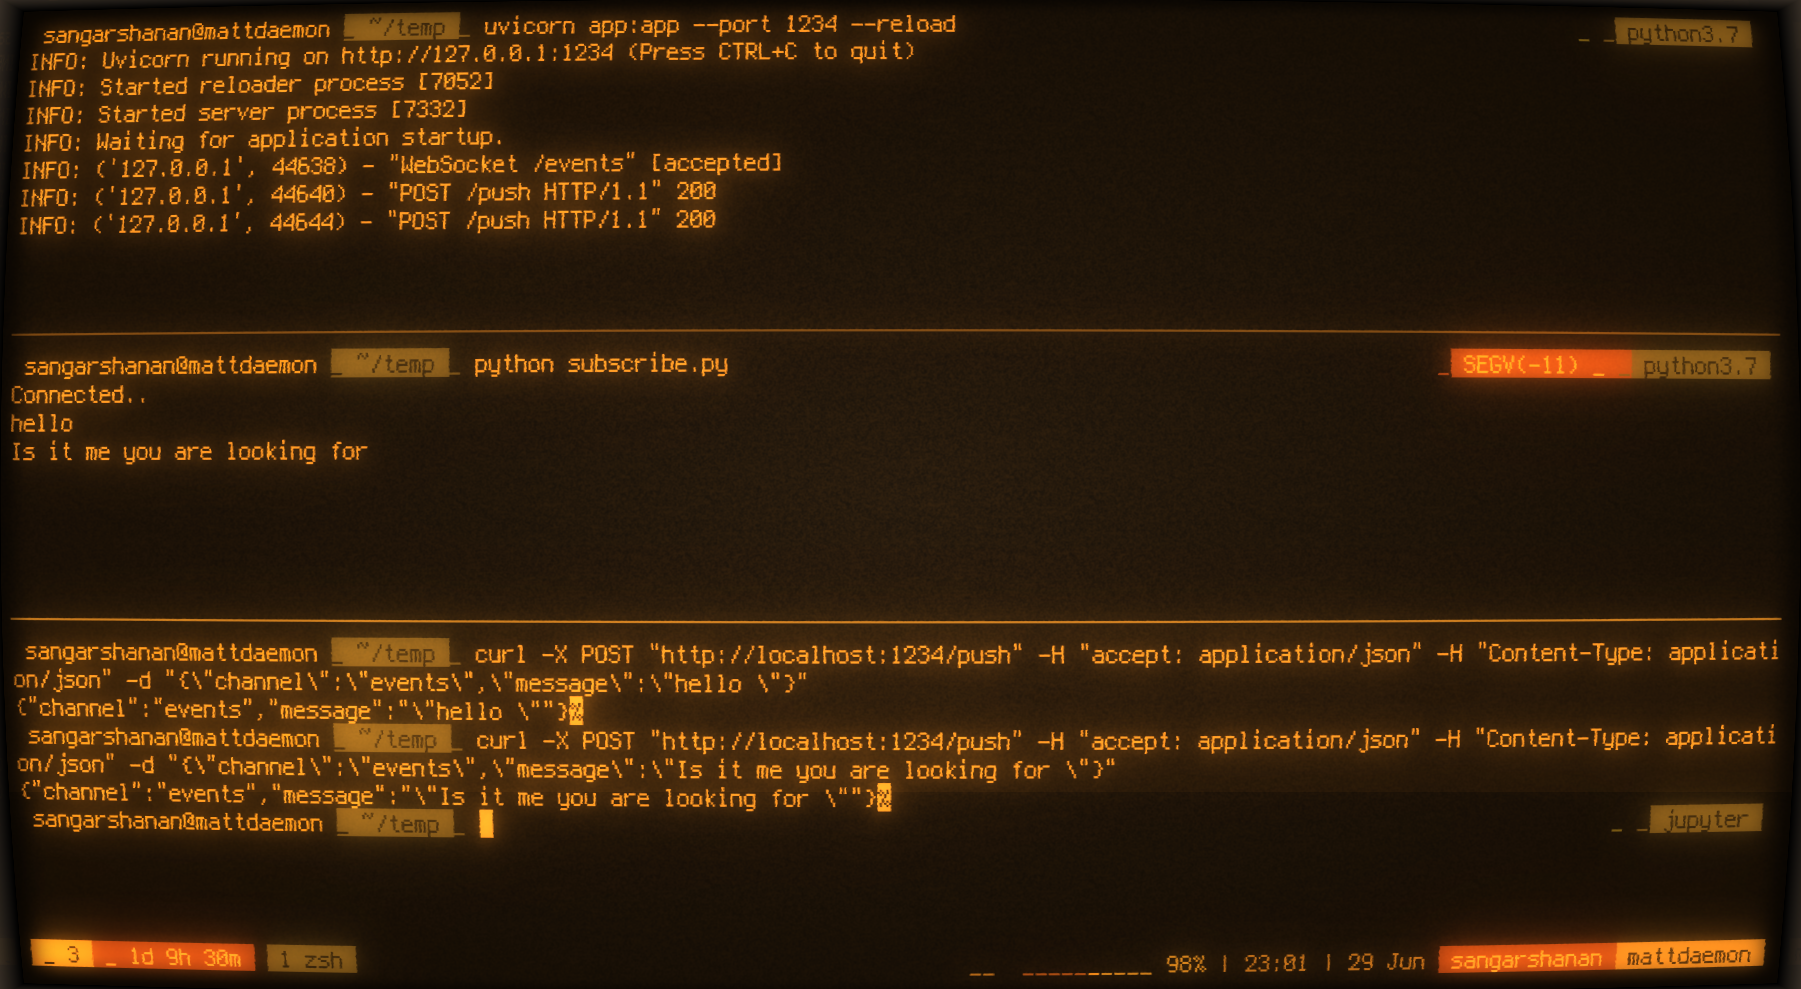 sangarshanan@mattdaemon _ ~/temp _ uvicorn app:app --port 1234 --reload _ _ python3.7
INFO: Uvicorn running on http://127.0.0.1:1234 (Press CTRL+C to quit)
INFO: Started reloader process [7052]
INFO: Started server process [7332]
INFO: Waiting for application startup.
INFO: ('127.0.0.1', 44638) - "WebSocket /events" [accepted]
INFO: ('127.0.0.1', 44640) - "POST /push HTTP/1.1" 200
INFO: ('127.0.0.1', 44644) - "POST /push HTTP/1.1" 200
sangarshanan@mattdaemon _ ~/temp _ python subscribe.py _ SEGV(-11) _ _ python3.7
Connected..
hello
Is it me you are looking for
sangarshanan@mattdaemon _ ~/temp _ curl -X POST "http://localhost:1234/push" -H "accept: application/json" -H "Content-Type: applicati
on/json" -d "{\"channel\":\"events\",\"message\":\"hello \"}"
{"channel":"events","message":"\"hello \""}%
sangarshanan@mattdaemon _ ~/temp _ curl -X POST "http://localhost:1234/push" -H "accept: application/json" -H "Content-Type: applicati
on/json" -d "{\"channel\":\"events\",\"message\":\"Is it me you are looking for \"}"
{"channel":"events","message":"\"Is it me you are looking for \""}%
sangarshanan@mattdaemon _ ~/temp _ _ _ jupyter
_ 3 _ 1d 9h 30m 1 zsh __ __________ 98% | 23:01 | 29 Jun sangarshanan mattdaemon